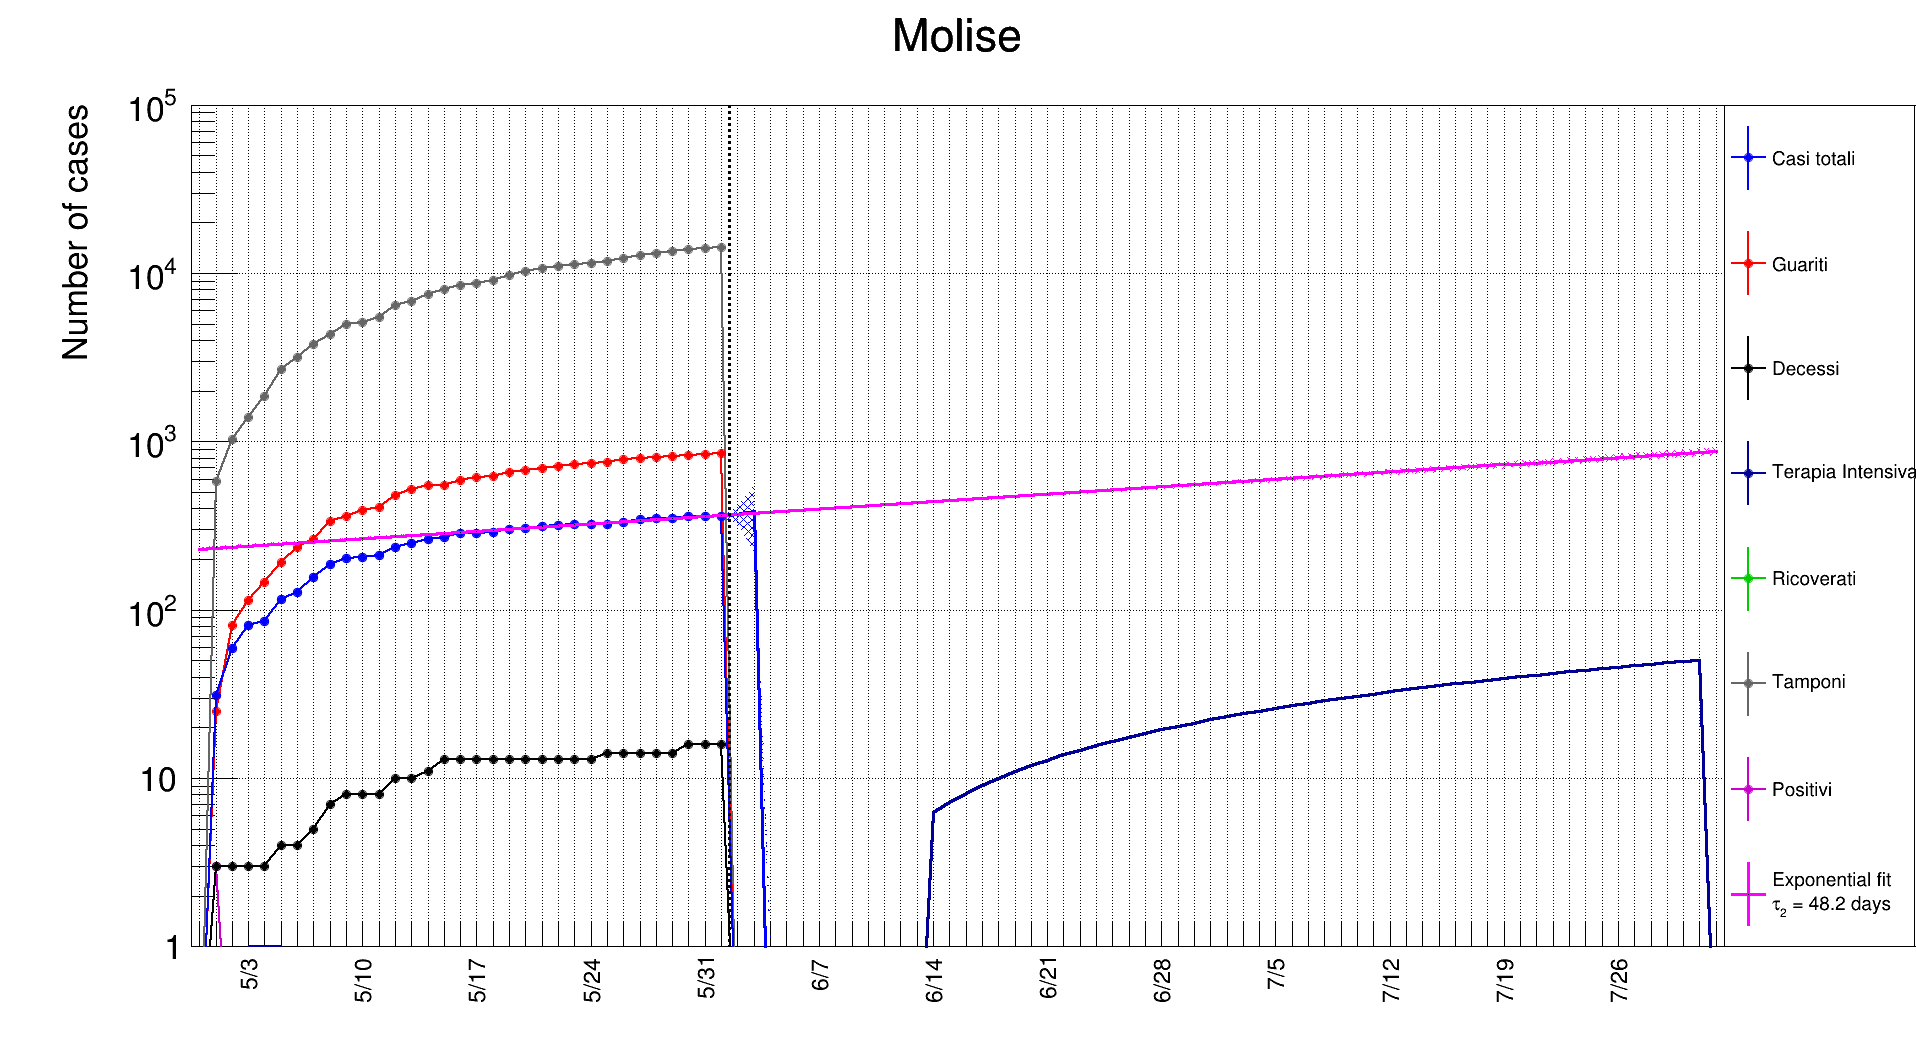 Molise
Number of cases
10^5
10^4
10^3
10^2
10
1
5/3
5/10
5/17
5/24
5/31
6/7
6/14
6/21
6/28
7/5
7/12
7/19
7/26
Casi totali
Guariti
Decessi
Terapia Intensiva
Ricoverati
Tamponi
Positivi
Exponential fit
τ₂ = 48.2 days